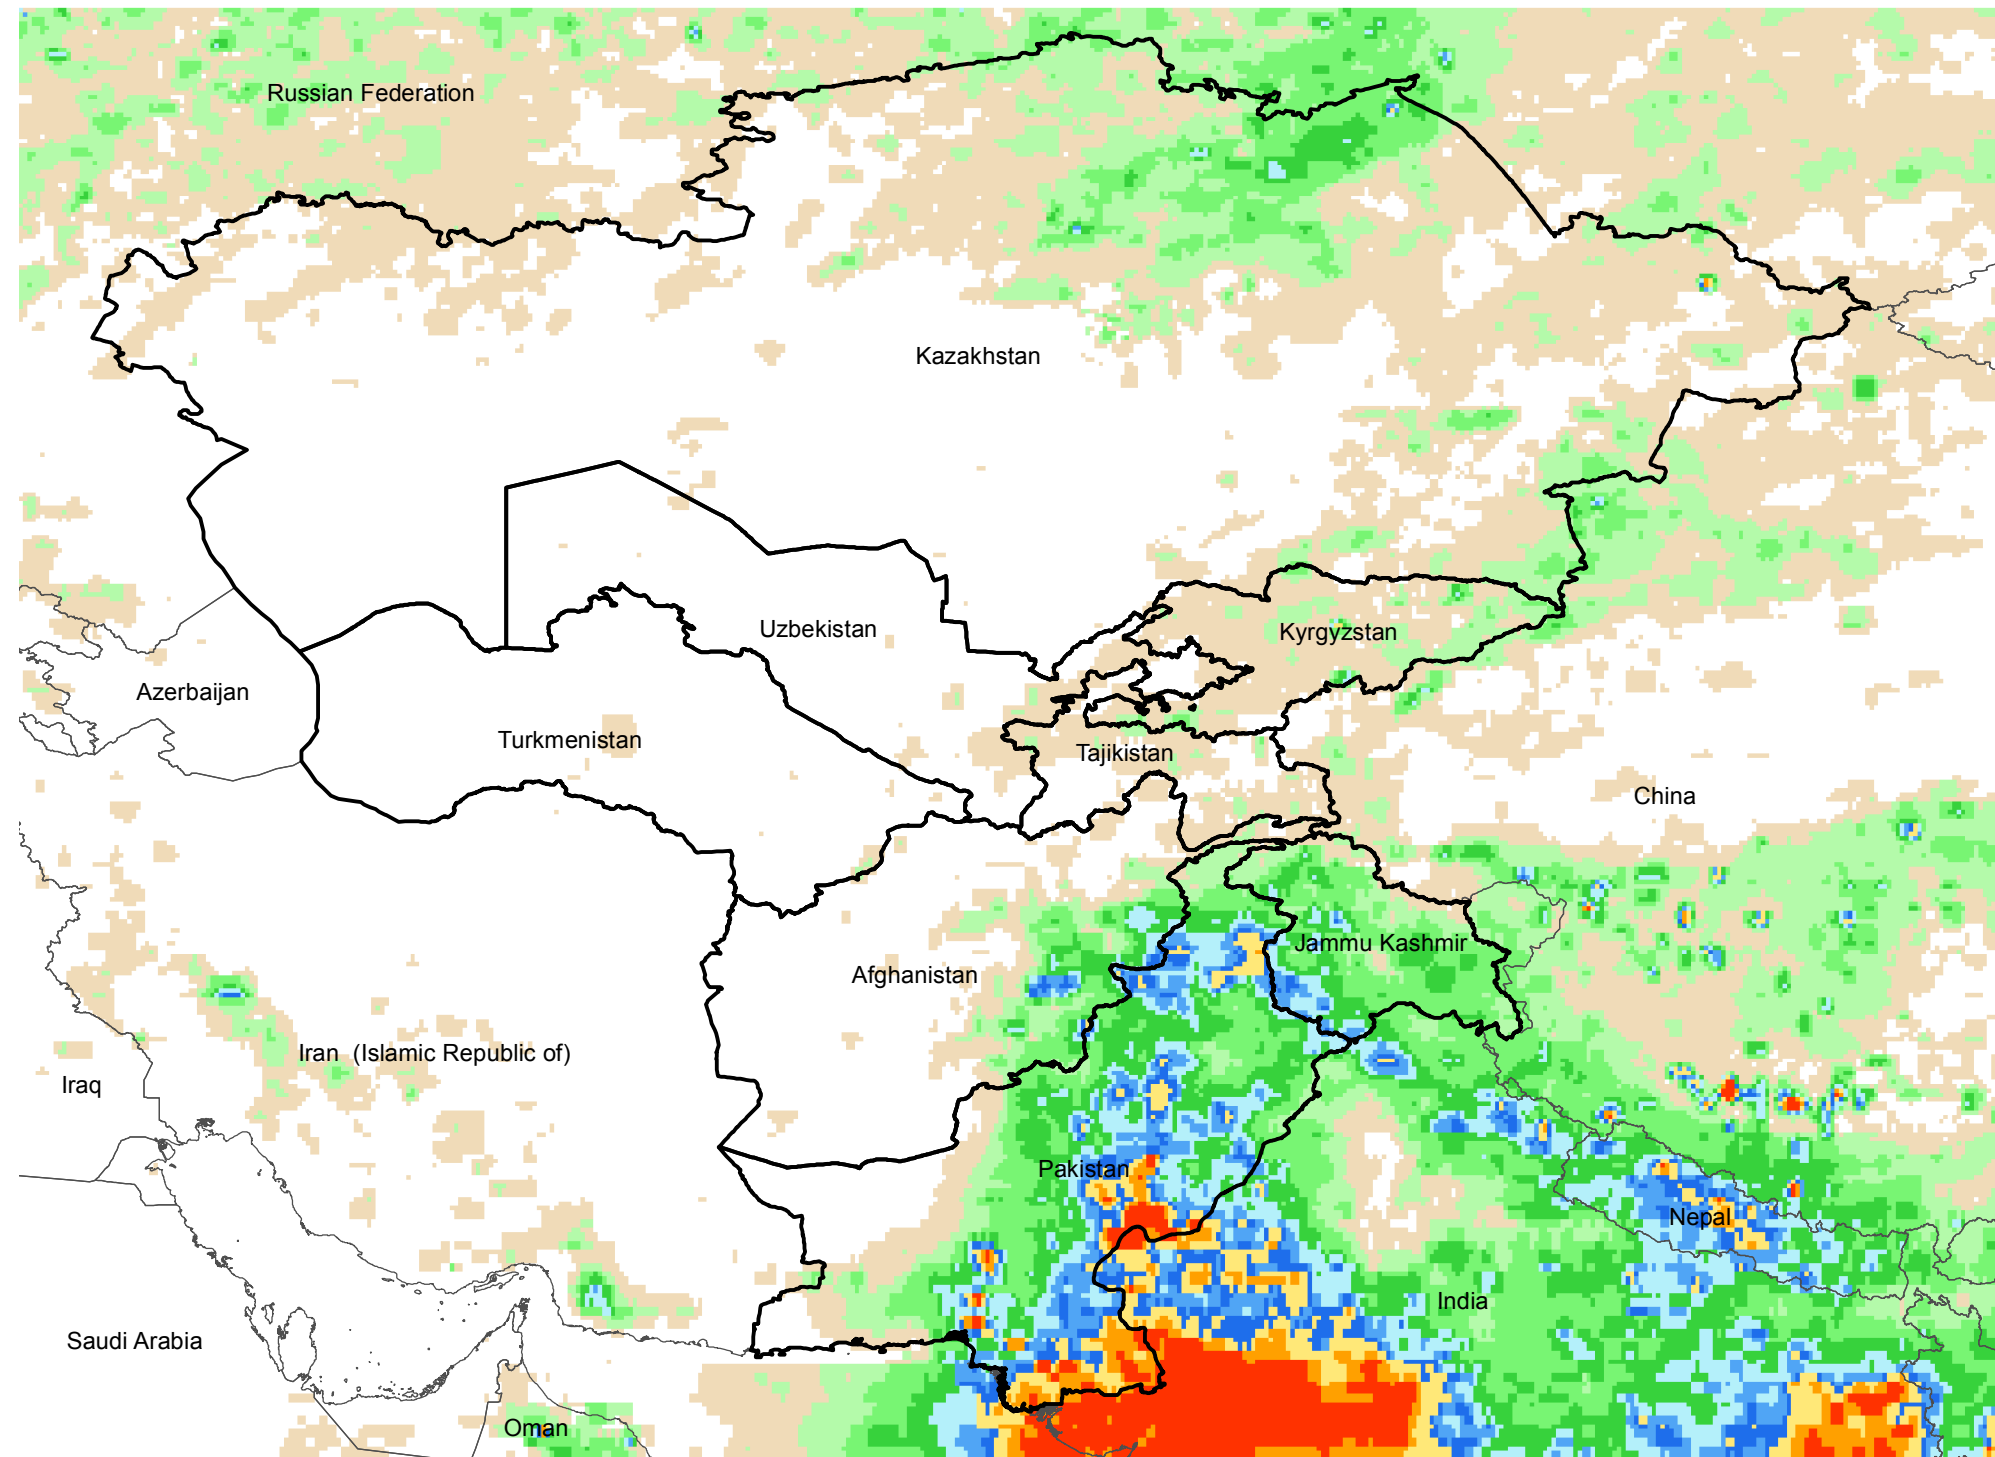 Russian Federation
Kazakhstan
Uzbekistan
Kyrgyzstan
Azerbaijan
Turkmenistan
Tajikistan
China
Jammu Kashmir
Afghanistan
Iran  (Islamic Republic of)
Iraq
Pakistan
Nepal
India
Saudi Arabia
Oman